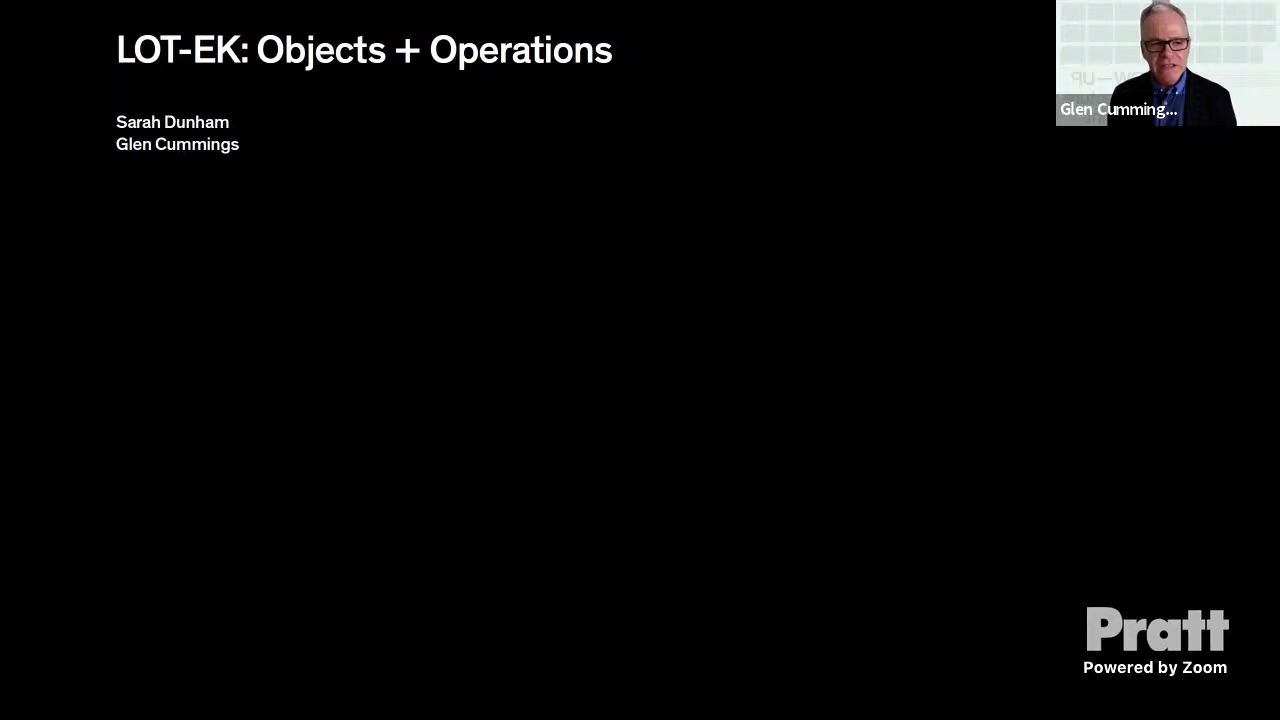 LOT-EK: Objects + Operations
Sarah Dunham
Glen Cummings
Glen Cumming...
Pratt
Powered by Zoom